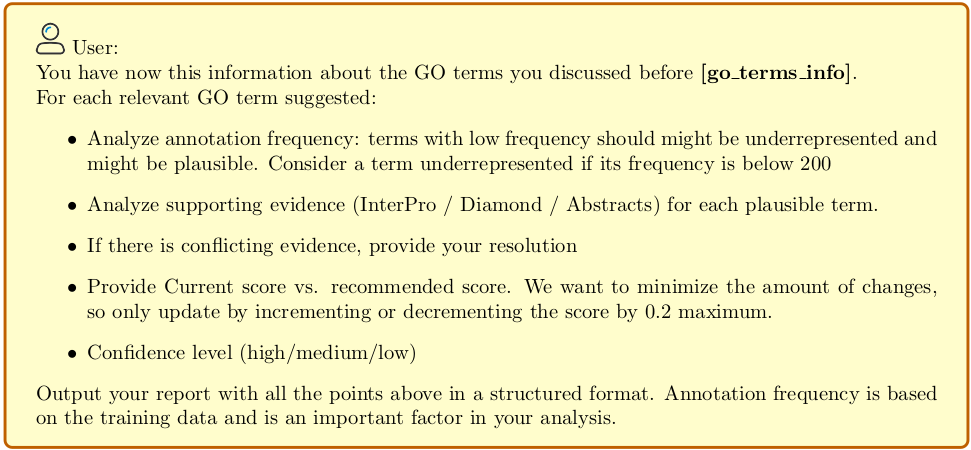 User:
You have now this information about the GO terms you discussed before [go_terms_info].
For each relevant GO term suggested:
• Analyze annotation frequency: terms with low frequency should might be underrepresented and
might be plausible. Consider a term underrepresented if its frequency is below 200
• Analyze supporting evidence (InterPro / Diamond / Abstracts) for each plausible term.
• If there is conflicting evidence, provide your resolution
• Provide Current score vs. recommended score. We want to minimize the amount of changes,
so only update by incrementing or decrementing the score by 0.2 maximum.
• Confidence level (high/medium/low)
Output your report with all the points above in a structured format. Annotation frequency is based
on the training data and is an important factor in your analysis.